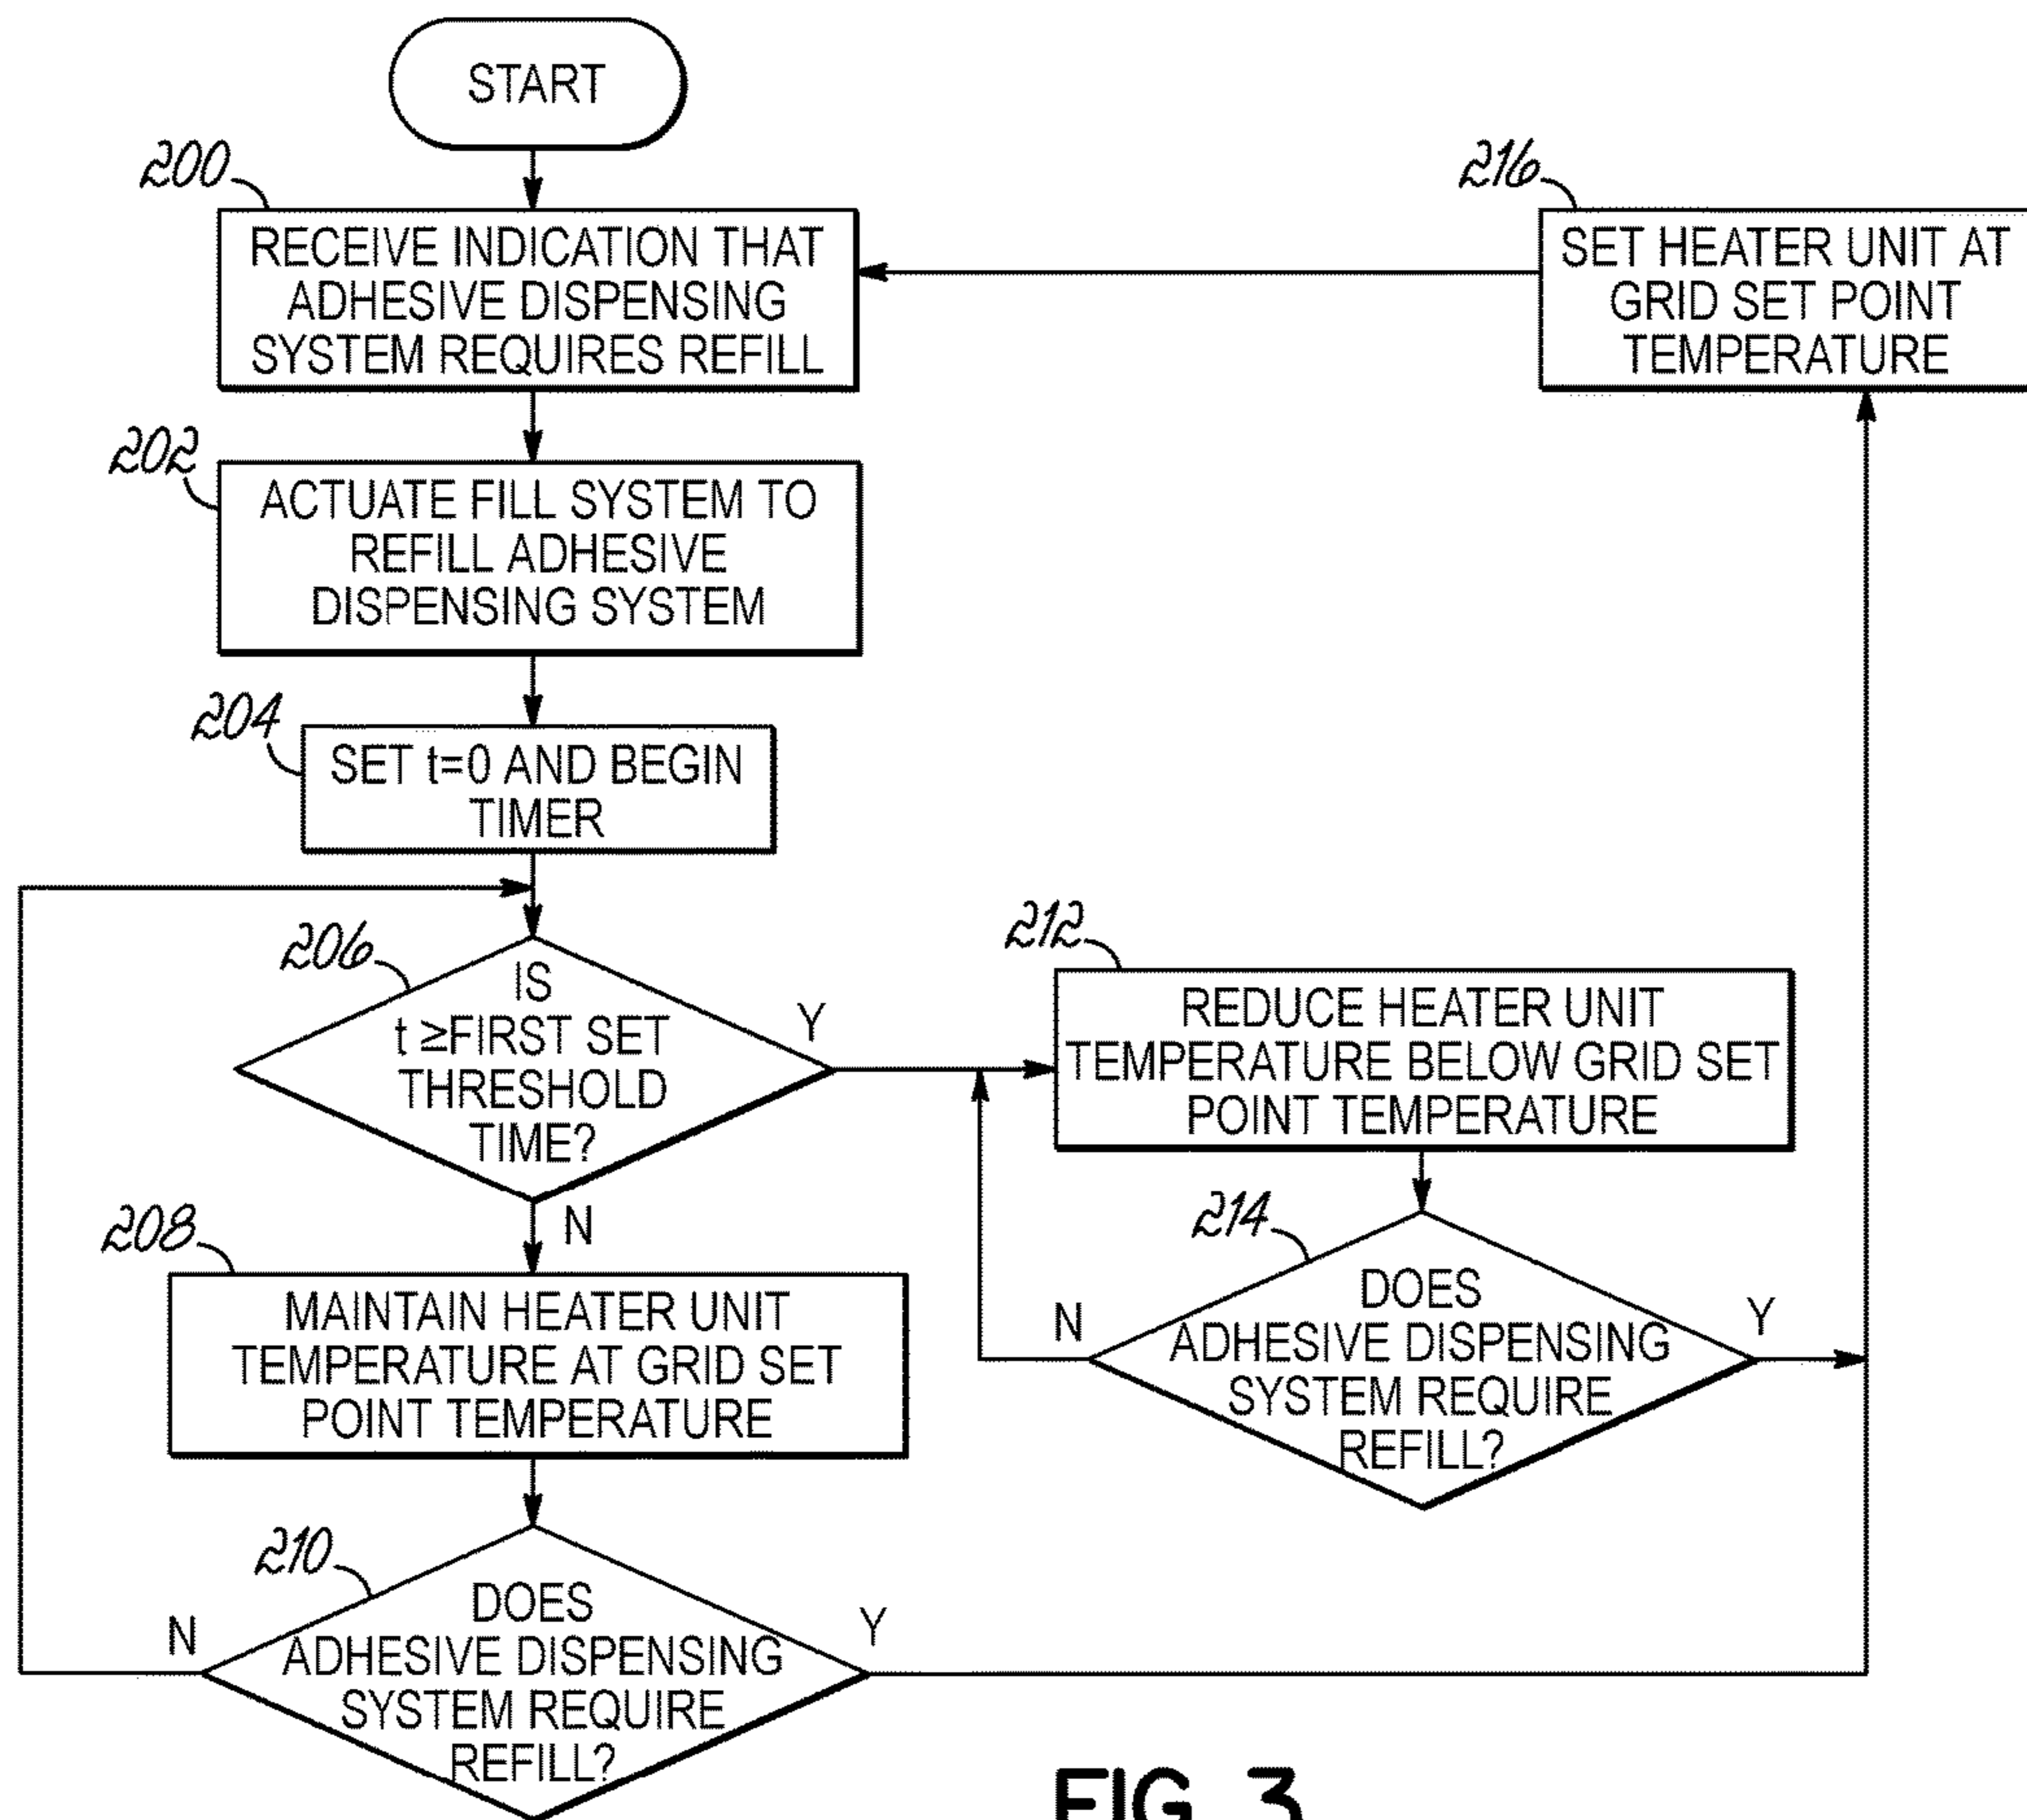 START
200
RECEIVE INDICATION THAT
ADHESIVE DISPENSING
SYSTEM REQUIRES REFILL
216
SET HEATER UNIT AT
GRID SET POINT
TEMPERATURE
202
ACTUATE FILL SYSTEM TO
REFILL ADHESIVE
DISPENSING SYSTEM
204
SET t=0 AND BEGIN
TIMER
206
IS
t ≥FIRST SET
THRESHOLD
TIME?
Y
N
212
REDUCE HEATER UNIT
TEMPERATURE BELOW GRID SET
POINT TEMPERATURE
208
MAINTAIN HEATER UNIT
TEMPERATURE AT GRID SET
POINT TEMPERATURE
214
DOES
ADHESIVE DISPENSING
SYSTEM REQUIRE
REFILL?
N
Y
210
DOES
ADHESIVE DISPENSING
SYSTEM REQUIRE
REFILL?
N
Y
FIG. 3